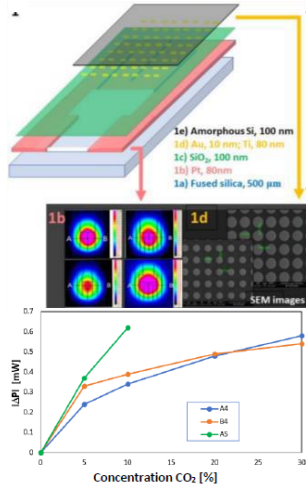 1e) Amorphous Si, 100 nm
1d) Au, 10 nm; Ti, 80 nm
1c) SiO₂, 100 nm
1b) Pt, 80nm
1a) Fused silica, 500 µm
1b
1d
A
B
A
B
A
B
A
B
SEM images
|ΔP| [mW]
0.7
0.6
0.5
0.4
0.3
0.2
0.1
0
A4
B4
A5
0
5
10
15
20
25
30
Concentration CO₂ [%]